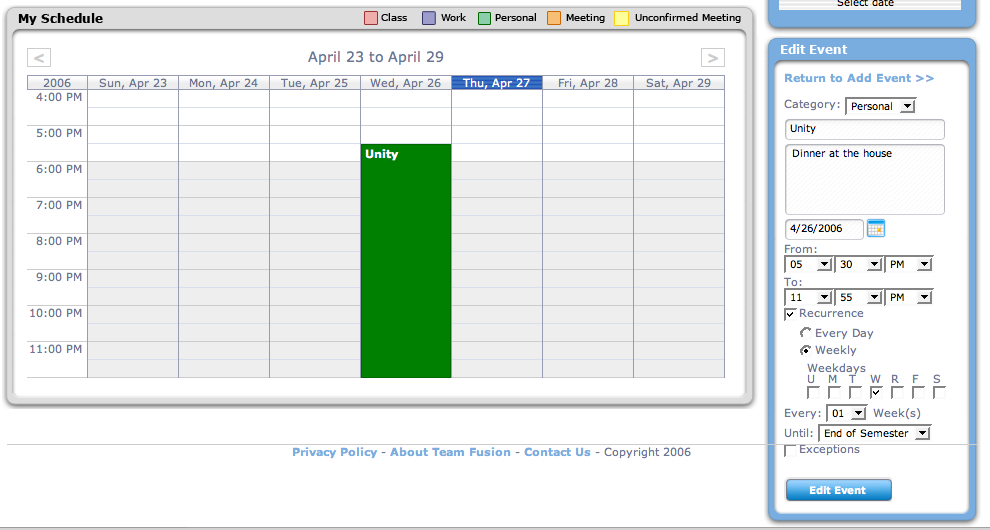 Select date
My Schedule
Class Work Personal Meeting Unconfirmed Meeting
< April 23 to April 29 >
2006 Sun, Apr 23 Mon, Apr 24 Tue, Apr 25 Wed, Apr 26 Thu, Apr 27 Fri, Apr 28 Sat, Apr 29
4:00 PM
5:00 PM
Unity
6:00 PM
7:00 PM
8:00 PM
9:00 PM
10:00 PM
11:00 PM
Edit Event
Return to Add Event >>
Category: Personal
Unity
Dinner at the house
4/26/2006
From:
05 30 PM
To:
11 55 PM
Recurrence
Every Day
Weekly
Weekdays
U M T W R F S
Every: 01 Week(s)
Until: End of Semester
Exceptions
Edit Event
Privacy Policy - About Team Fusion - Contact Us - Copyright 2006